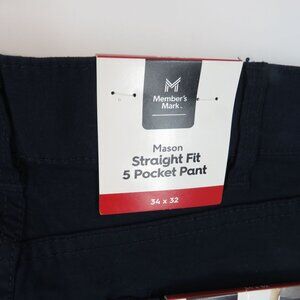 Member's
Mark.
Mason
Straight Fit
5 Pocket Pant
34 x 32